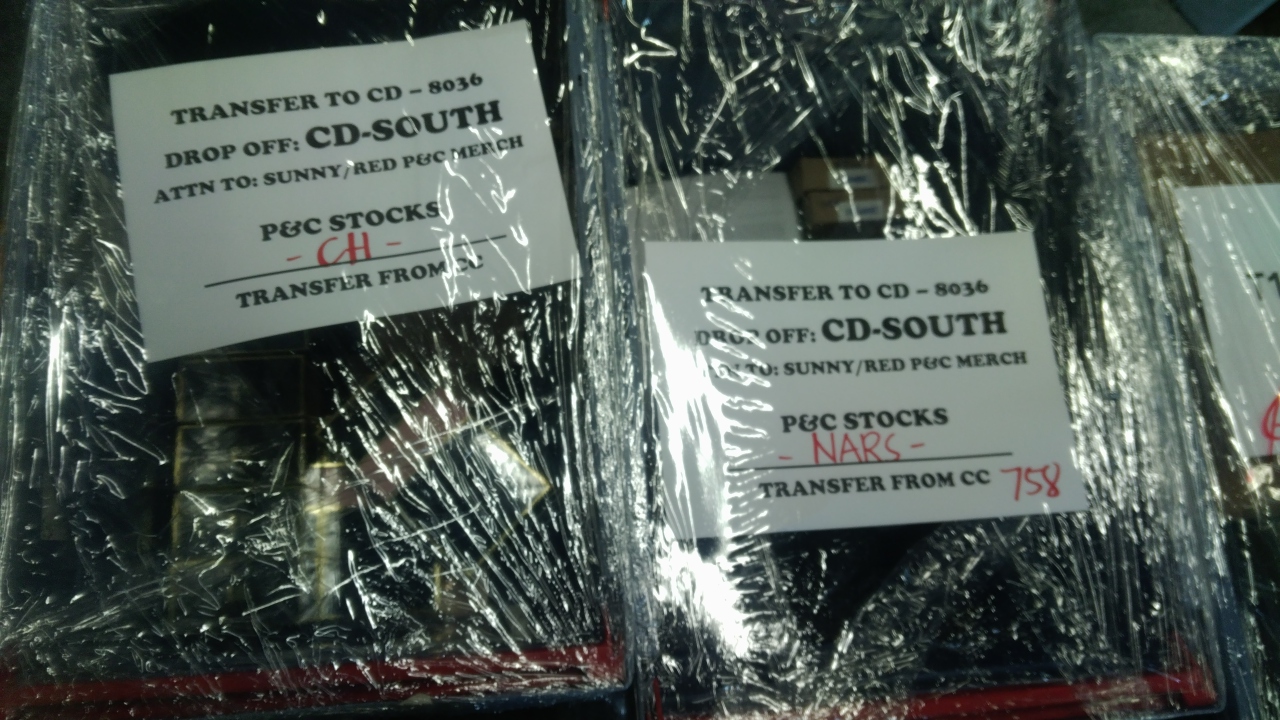 TRANSFER TO CD – 8036
DROP OFF: CD-SOUTH
ATTN TO: SUNNY/RED P&C MERCH
P&C STOCKS
- CH -
TRANSFER FROM CC
TRANSFER TO CD – 8036
DROP OFF: CD-SOUTH
TO: SUNNY/RED P&C MERCH
P&C STOCKS
- NARS -
TRANSFER FROM CC 758